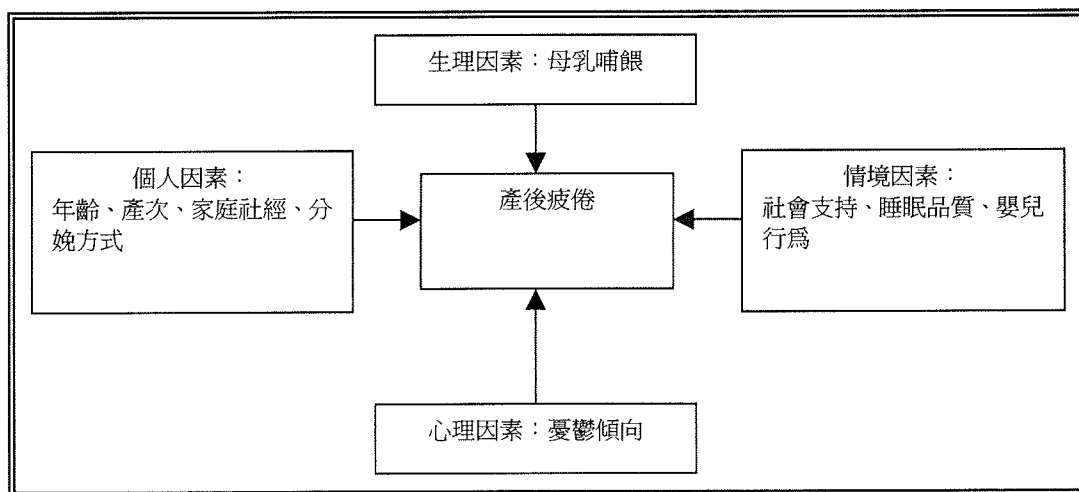 生理因素：母乳哺餵
個人因素：
年齡、產次、家庭社經、分
娩方式
產後疲倦
情境因素：
社會支持、睡眠品質、嬰兒
行爲
心理因素：憂鬱傾向